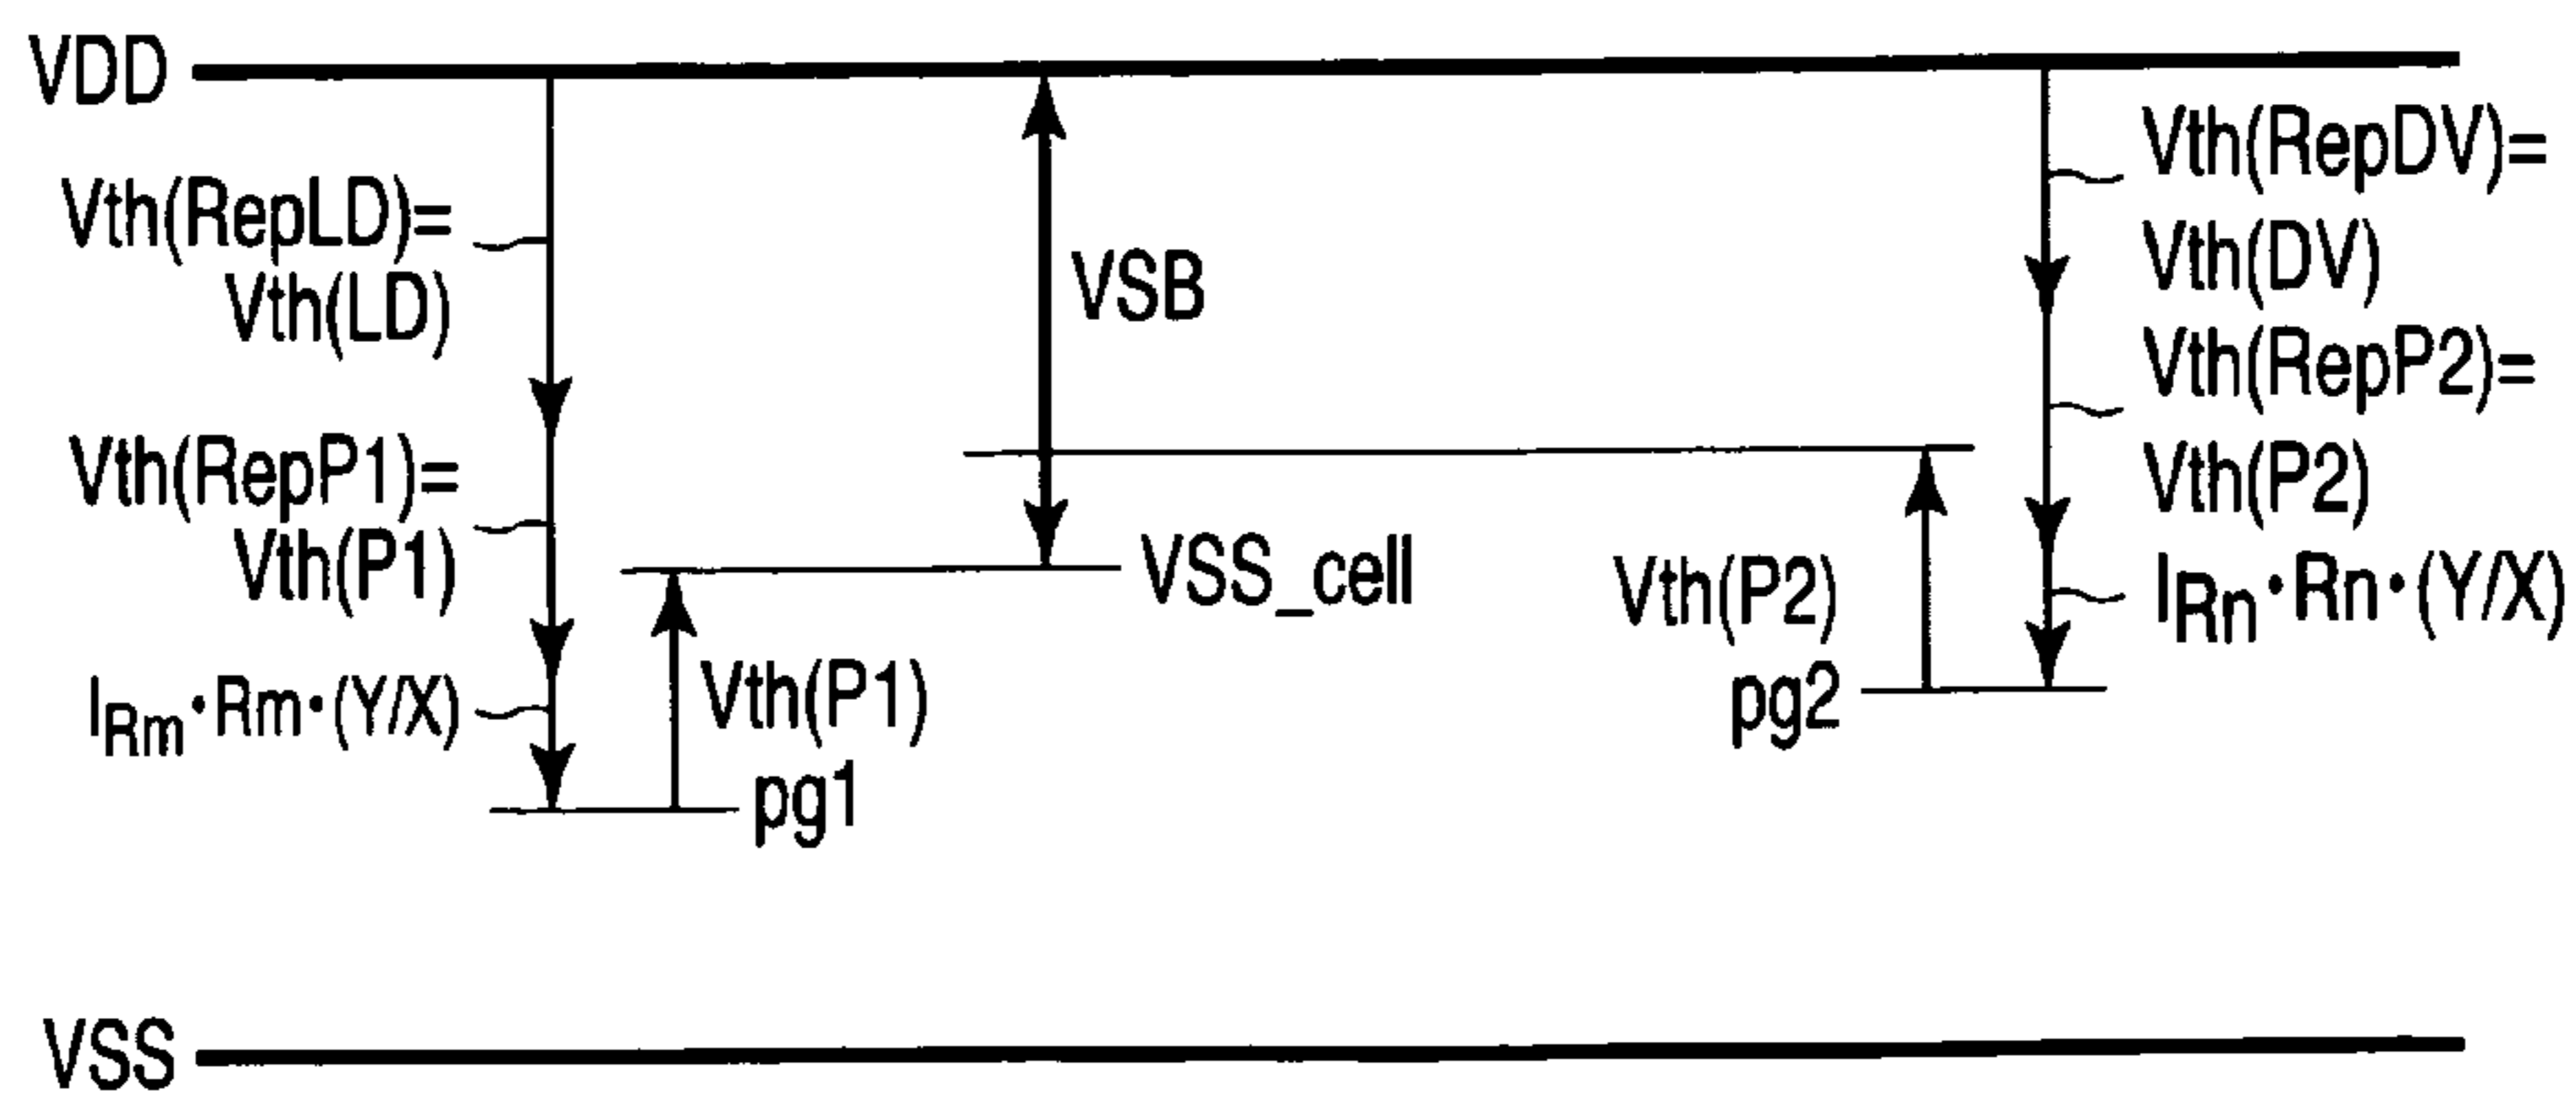 VDD
Vth(RepLD)=
Vth(LD)
Vth(RepP1)=
Vth(P1)
IRm·Rm·(Y/X)
Vth(P1)
pg1
VSB
VSS_cell
Vth(P2)
pg2
Vth(RepDV)=
Vth(DV)
Vth(RepP2)=
Vth(P2)
IRn·Rn·(Y/X)
VSS